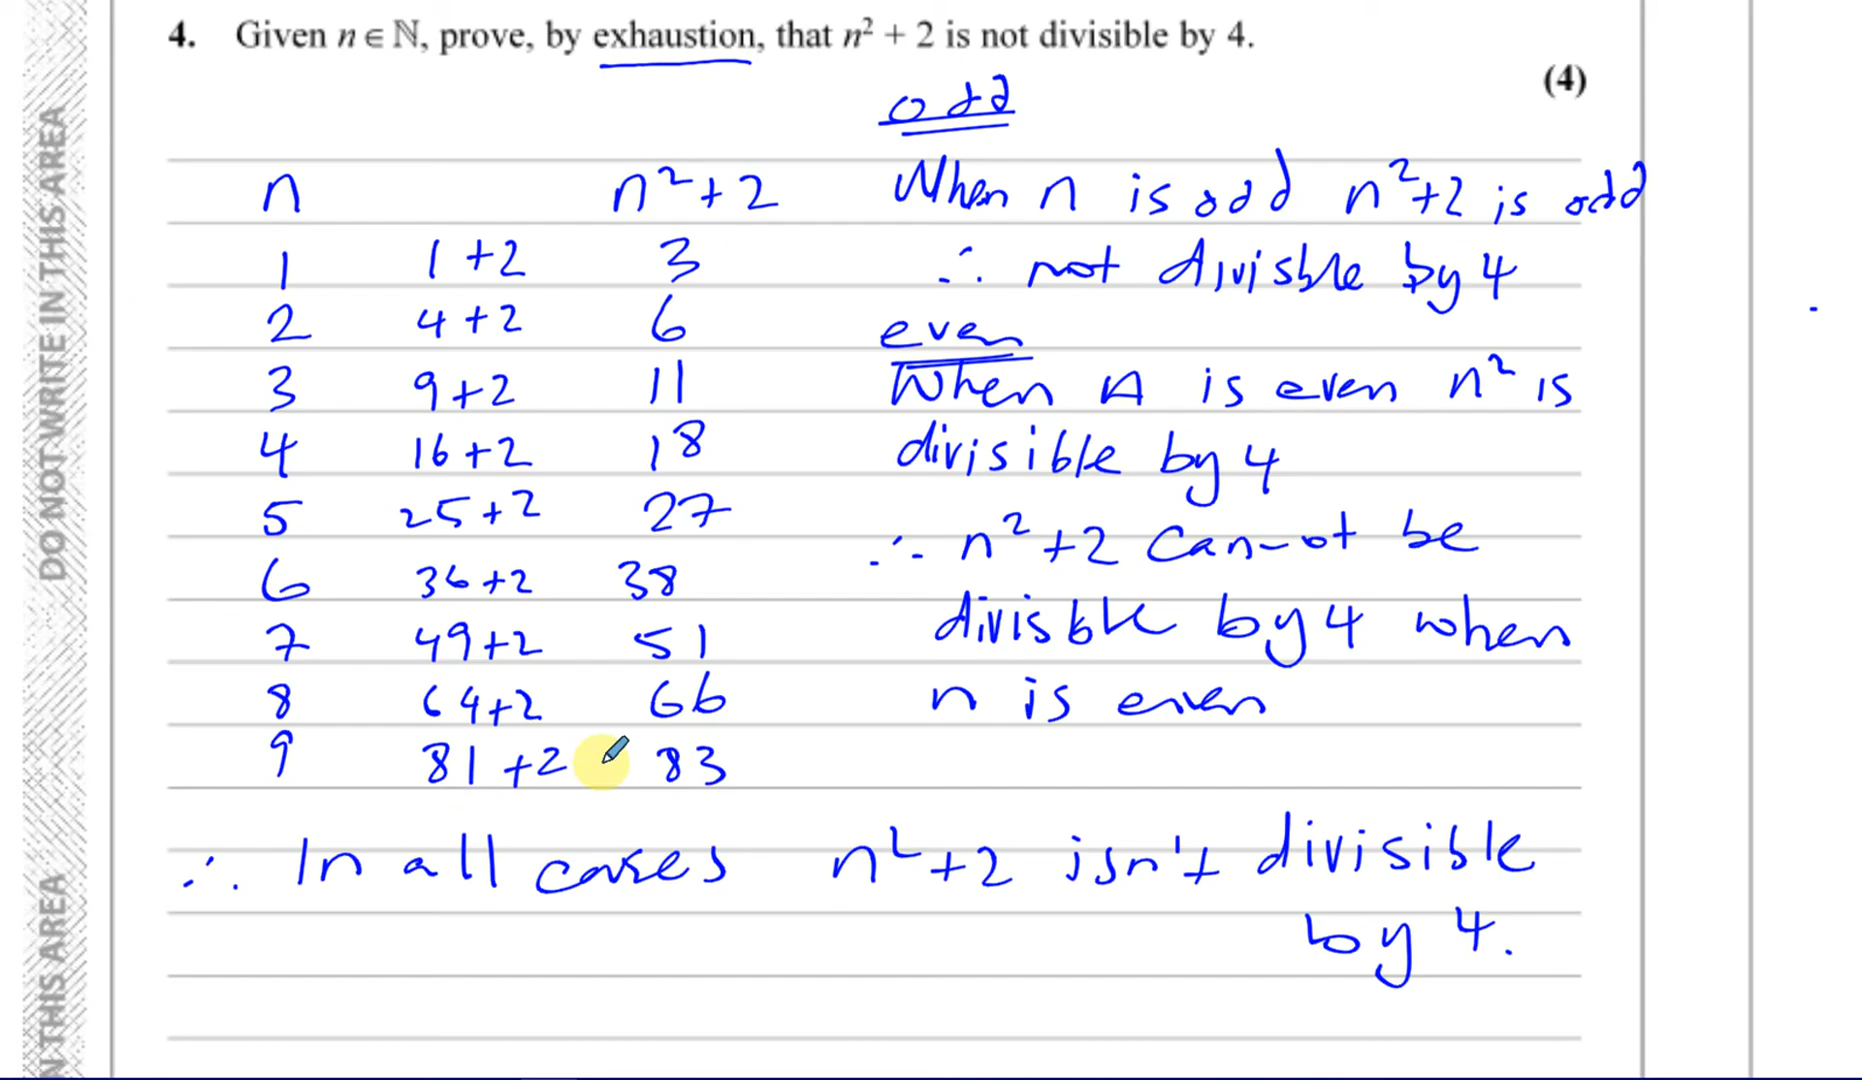 4. Given n ∈ ℕ, prove, by exhaustion, that n² + 2 is not divisible by 4.
(4)
odd
n n²+2
1 1+2 3
2 4+2 6
3 9+2 11
4 16+2 18
5 25+2 27
6 36+2 38
7 49+2 51
8 64+2 66
9 81+2 83
When n is odd n²+2 is odd
∴ not divisble by 4
even
When n is even n² is
divisible by 4
∴ n²+2 cannot be
divisble by 4 when
n is even
∴ In all cases n²+2 isn't divisible
by 4.
DO NOT WRITE IN THIS AREA
N THIS AREA